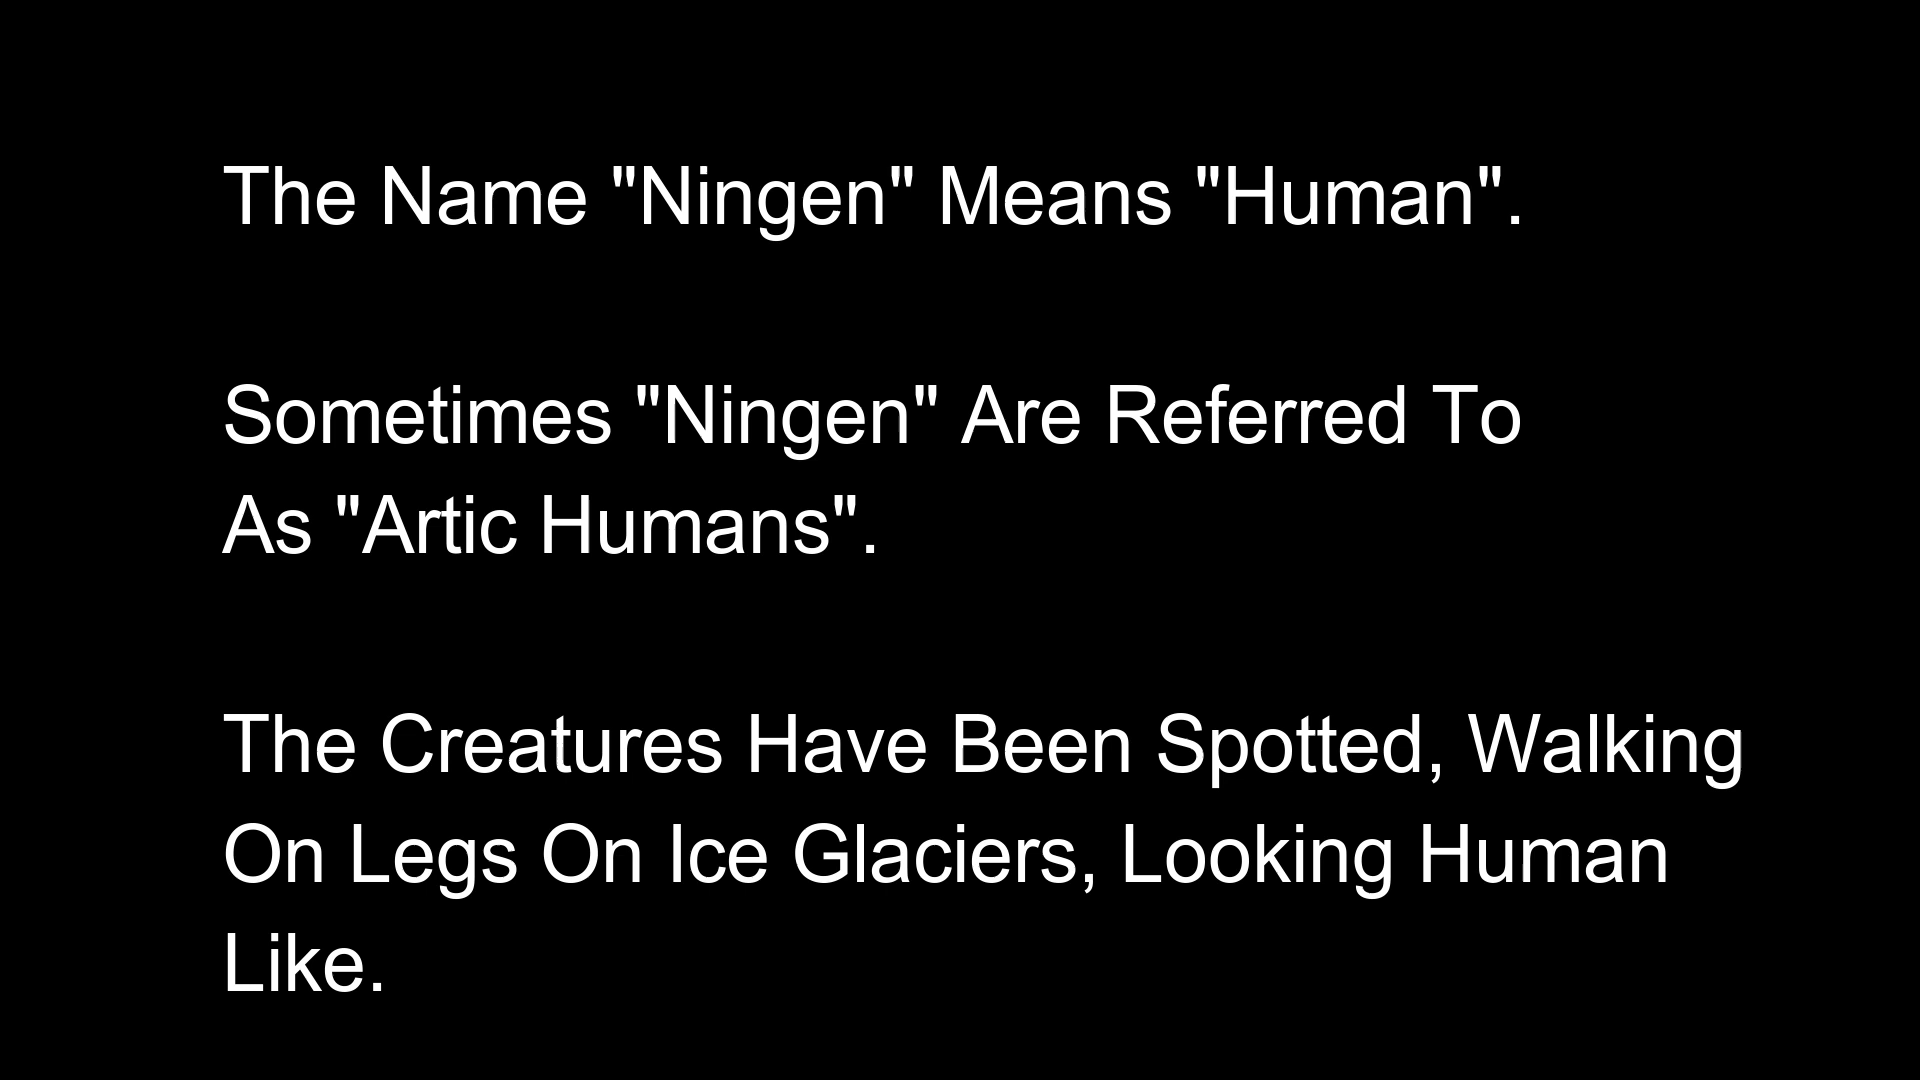 The Name "Ningen" Means "Human".
Sometimes "Ningen" Are Referred To
As "Artic Humans".
The Creatures Have Been Spotted, Walking
On Legs On Ice Glaciers, Looking Human
Like.